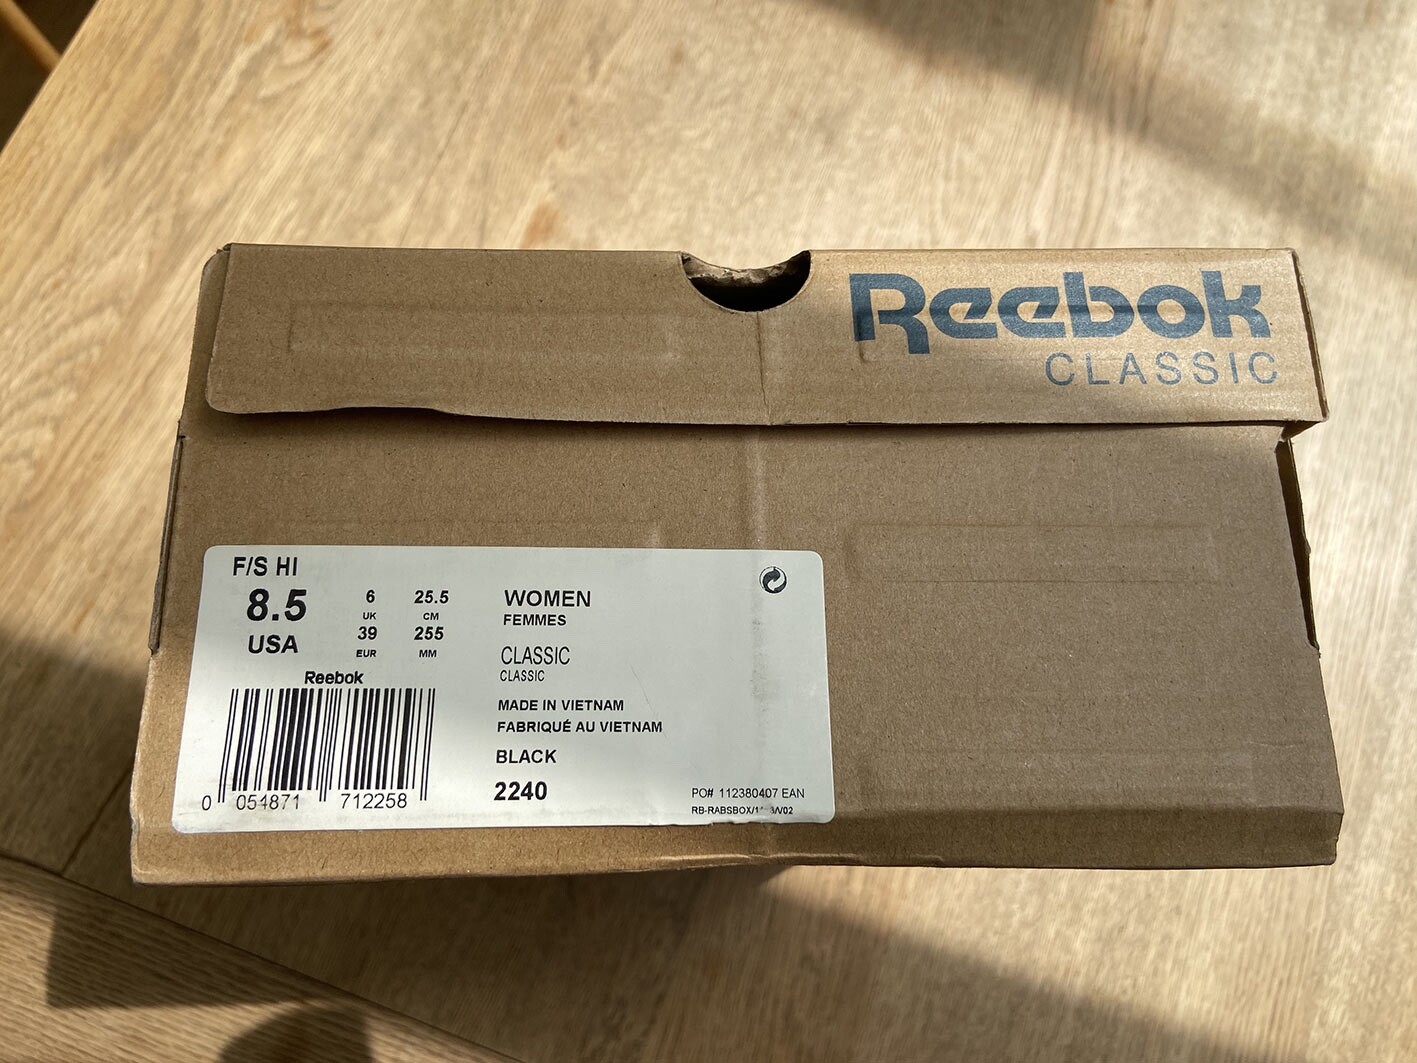 Reebok
CLASSIC
F/S HI
8.5
USA
6
UK
39
EUR
25.5
CM
255
MM
WOMEN
FEMMES
CLASSIC
CLASSIC
MADE IN VIETNAM
FABRIQUÉ AU VIETNAM
BLACK
2240
Reebok
0 054871 712258
PO# 112380407 EAN